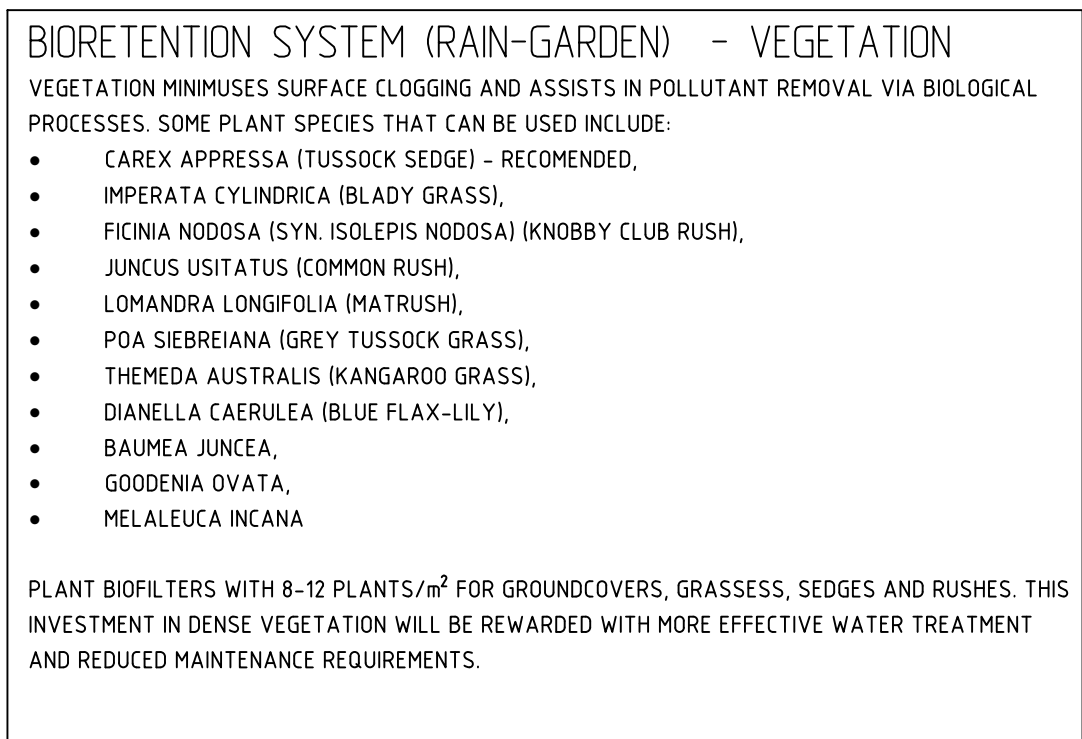 BIORETENTION SYSTEM (RAIN-GARDEN) - VEGETATION
VEGETATION MINIMUSES SURFACE CLOGGING AND ASSISTS IN POLLUTANT REMOVAL VIA BIOLOGICAL
PROCESSES. SOME PLANT SPECIES THAT CAN BE USED INCLUDE:
• CAREX APPRESSA (TUSSOCK SEDGE) - RECOMENDED,
• IMPERATA CYLINDRICA (BLADY GRASS),
• FICINIA NODOSA (SYN. ISOLEPIS NODOSA) (KNOBBY CLUB RUSH),
• JUNCUS USITATUS (COMMON RUSH),
• LOMANDRA LONGIFOLIA (MATRUSH),
• POA SIEBREIANA (GREY TUSSOCK GRASS),
• THEMEDA AUSTRALIS (KANGAROO GRASS),
• DIANELLA CAERULEA (BLUE FLAX-LILY),
• BAUMEA JUNCEA,
• GOODENIA OVATA,
• MELALEUCA INCANA
PLANT BIOFILTERS WITH 8-12 PLANTS/m² FOR GROUNDCOVERS, GRASSESS, SEDGES AND RUSHES. THIS
INVESTMENT IN DENSE VEGETATION WILL BE REWARDED WITH MORE EFFECTIVE WATER TREATMENT
AND REDUCED MAINTENANCE REQUIREMENTS.